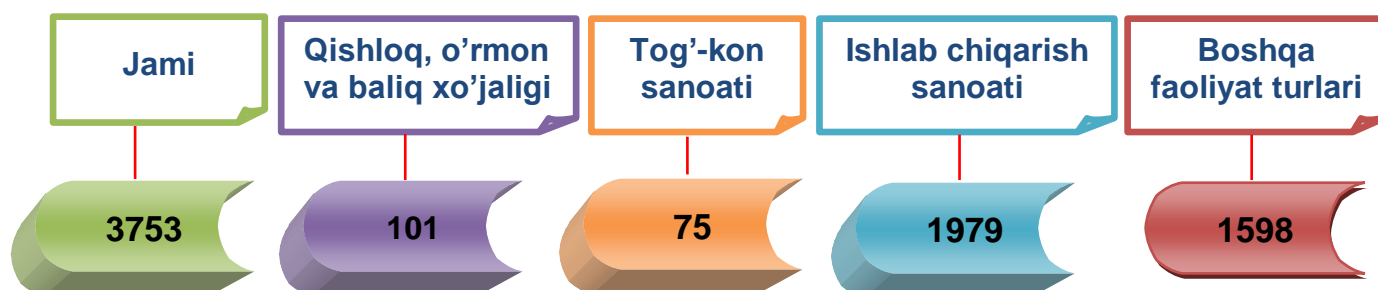 Jami
Qishloq, o’rmon
va baliq xo’jaligi
Tog’-kon
sanoati
Ishlab chiqarish
sanoati
Boshqa
faoliyat turlari
3753
101
75
1979
1598